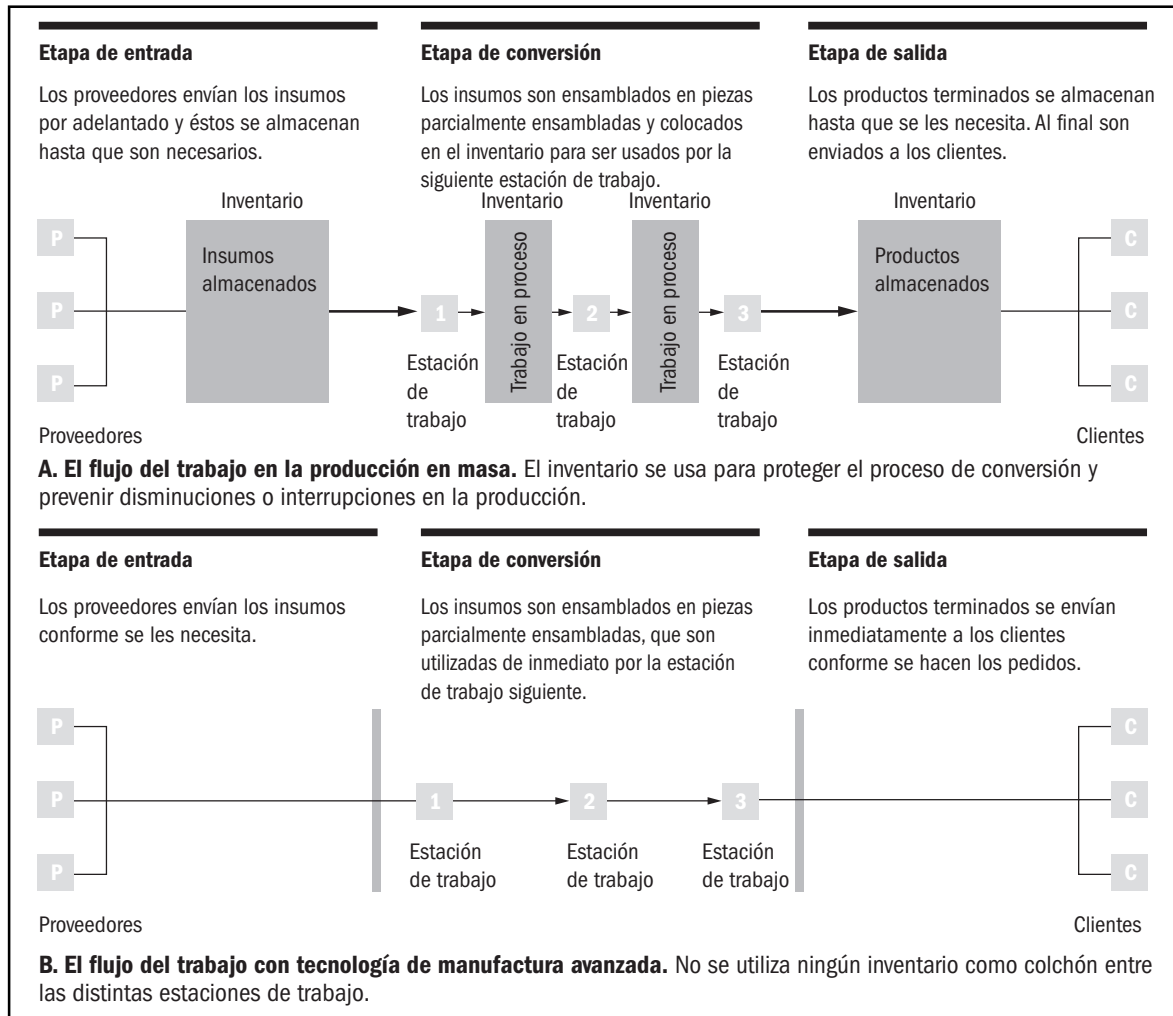 Etapa de entrada
Los proveedores envían los insumos
por adelantado y éstos se almacenan
hasta que son necesarios.
Etapa de conversión
Los insumos son ensamblados en piezas
parcialmente ensambladas y colocados
en el inventario para ser usados por la
siguiente estación de trabajo.
Etapa de salida
Los productos terminados se almacenan
hasta que se les necesita. Al final son
enviados a los clientes.
Inventario
Inventario
Inventario
Inventario
P
P
P
Insumos
almacenados
1
Trabajo en proceso
2
Trabajo en proceso
3
Productos
almacenados
C
C
C
Estación
de
trabajo
Estación
de
trabajo
Estación
de
trabajo
Proveedores
Clientes
A. El flujo del trabajo en la producción en masa. El inventario se usa para proteger el proceso de conversión y
prevenir disminuciones o interrupciones en la producción.
Etapa de entrada
Los proveedores envían los insumos
conforme se les necesita.
Etapa de conversión
Los insumos son ensamblados en piezas
parcialmente ensambladas, que son
utilizadas de inmediato por la estación
de trabajo siguiente.
Etapa de salida
Los productos terminados se envían
inmediatamente a los clientes
conforme se hacen los pedidos.
P
P
P
1
2
3
C
C
C
Estación
de trabajo
Estación
de trabajo
Estación
de trabajo
Proveedores
Clientes
B. El flujo del trabajo con tecnología de manufactura avanzada. No se utiliza ningún inventario como colchón entre
las distintas estaciones de trabajo.